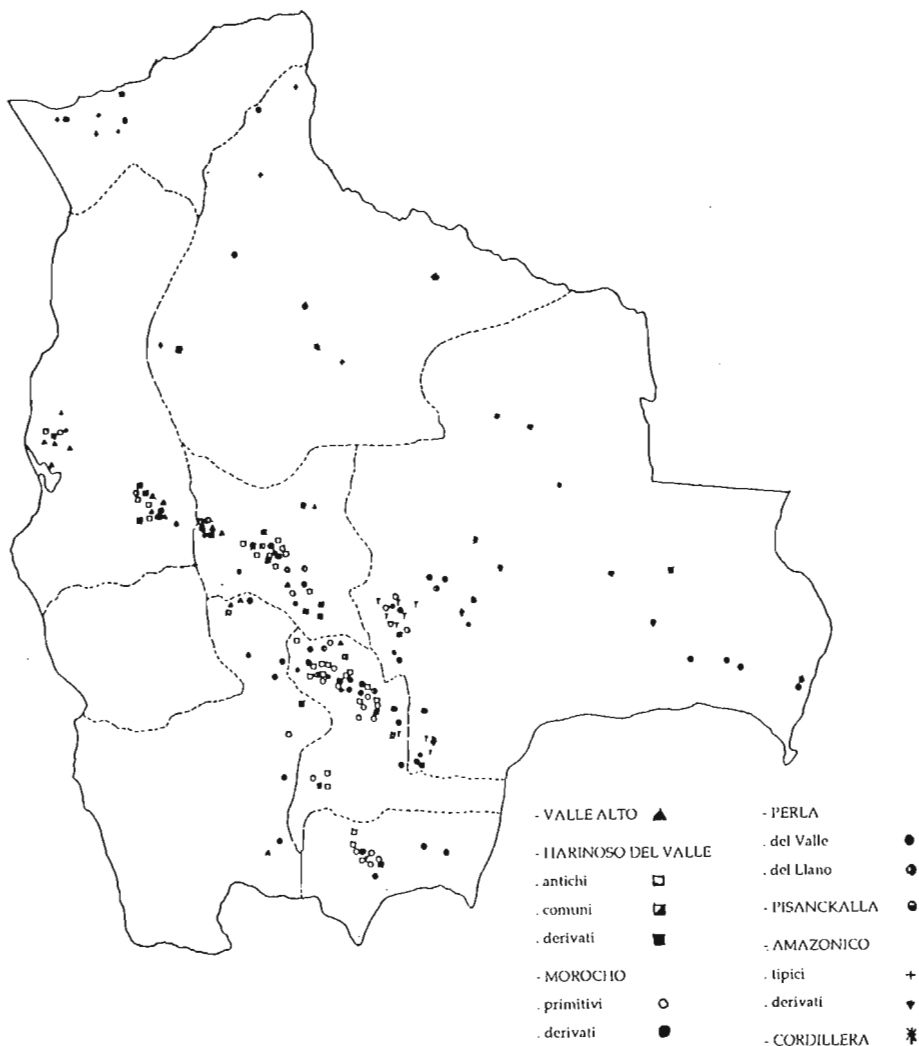 - VALLE ALTO
- HARINOSO DEL VALLE
. antichi
. comuni
. derivati
- MOROCHO
. primitivi
. derivati
- PERLA
. del Valle
. del Llano
- PISANCKALLA
- AMAZONICO
. tipici
. derivati
- CORDILLERA